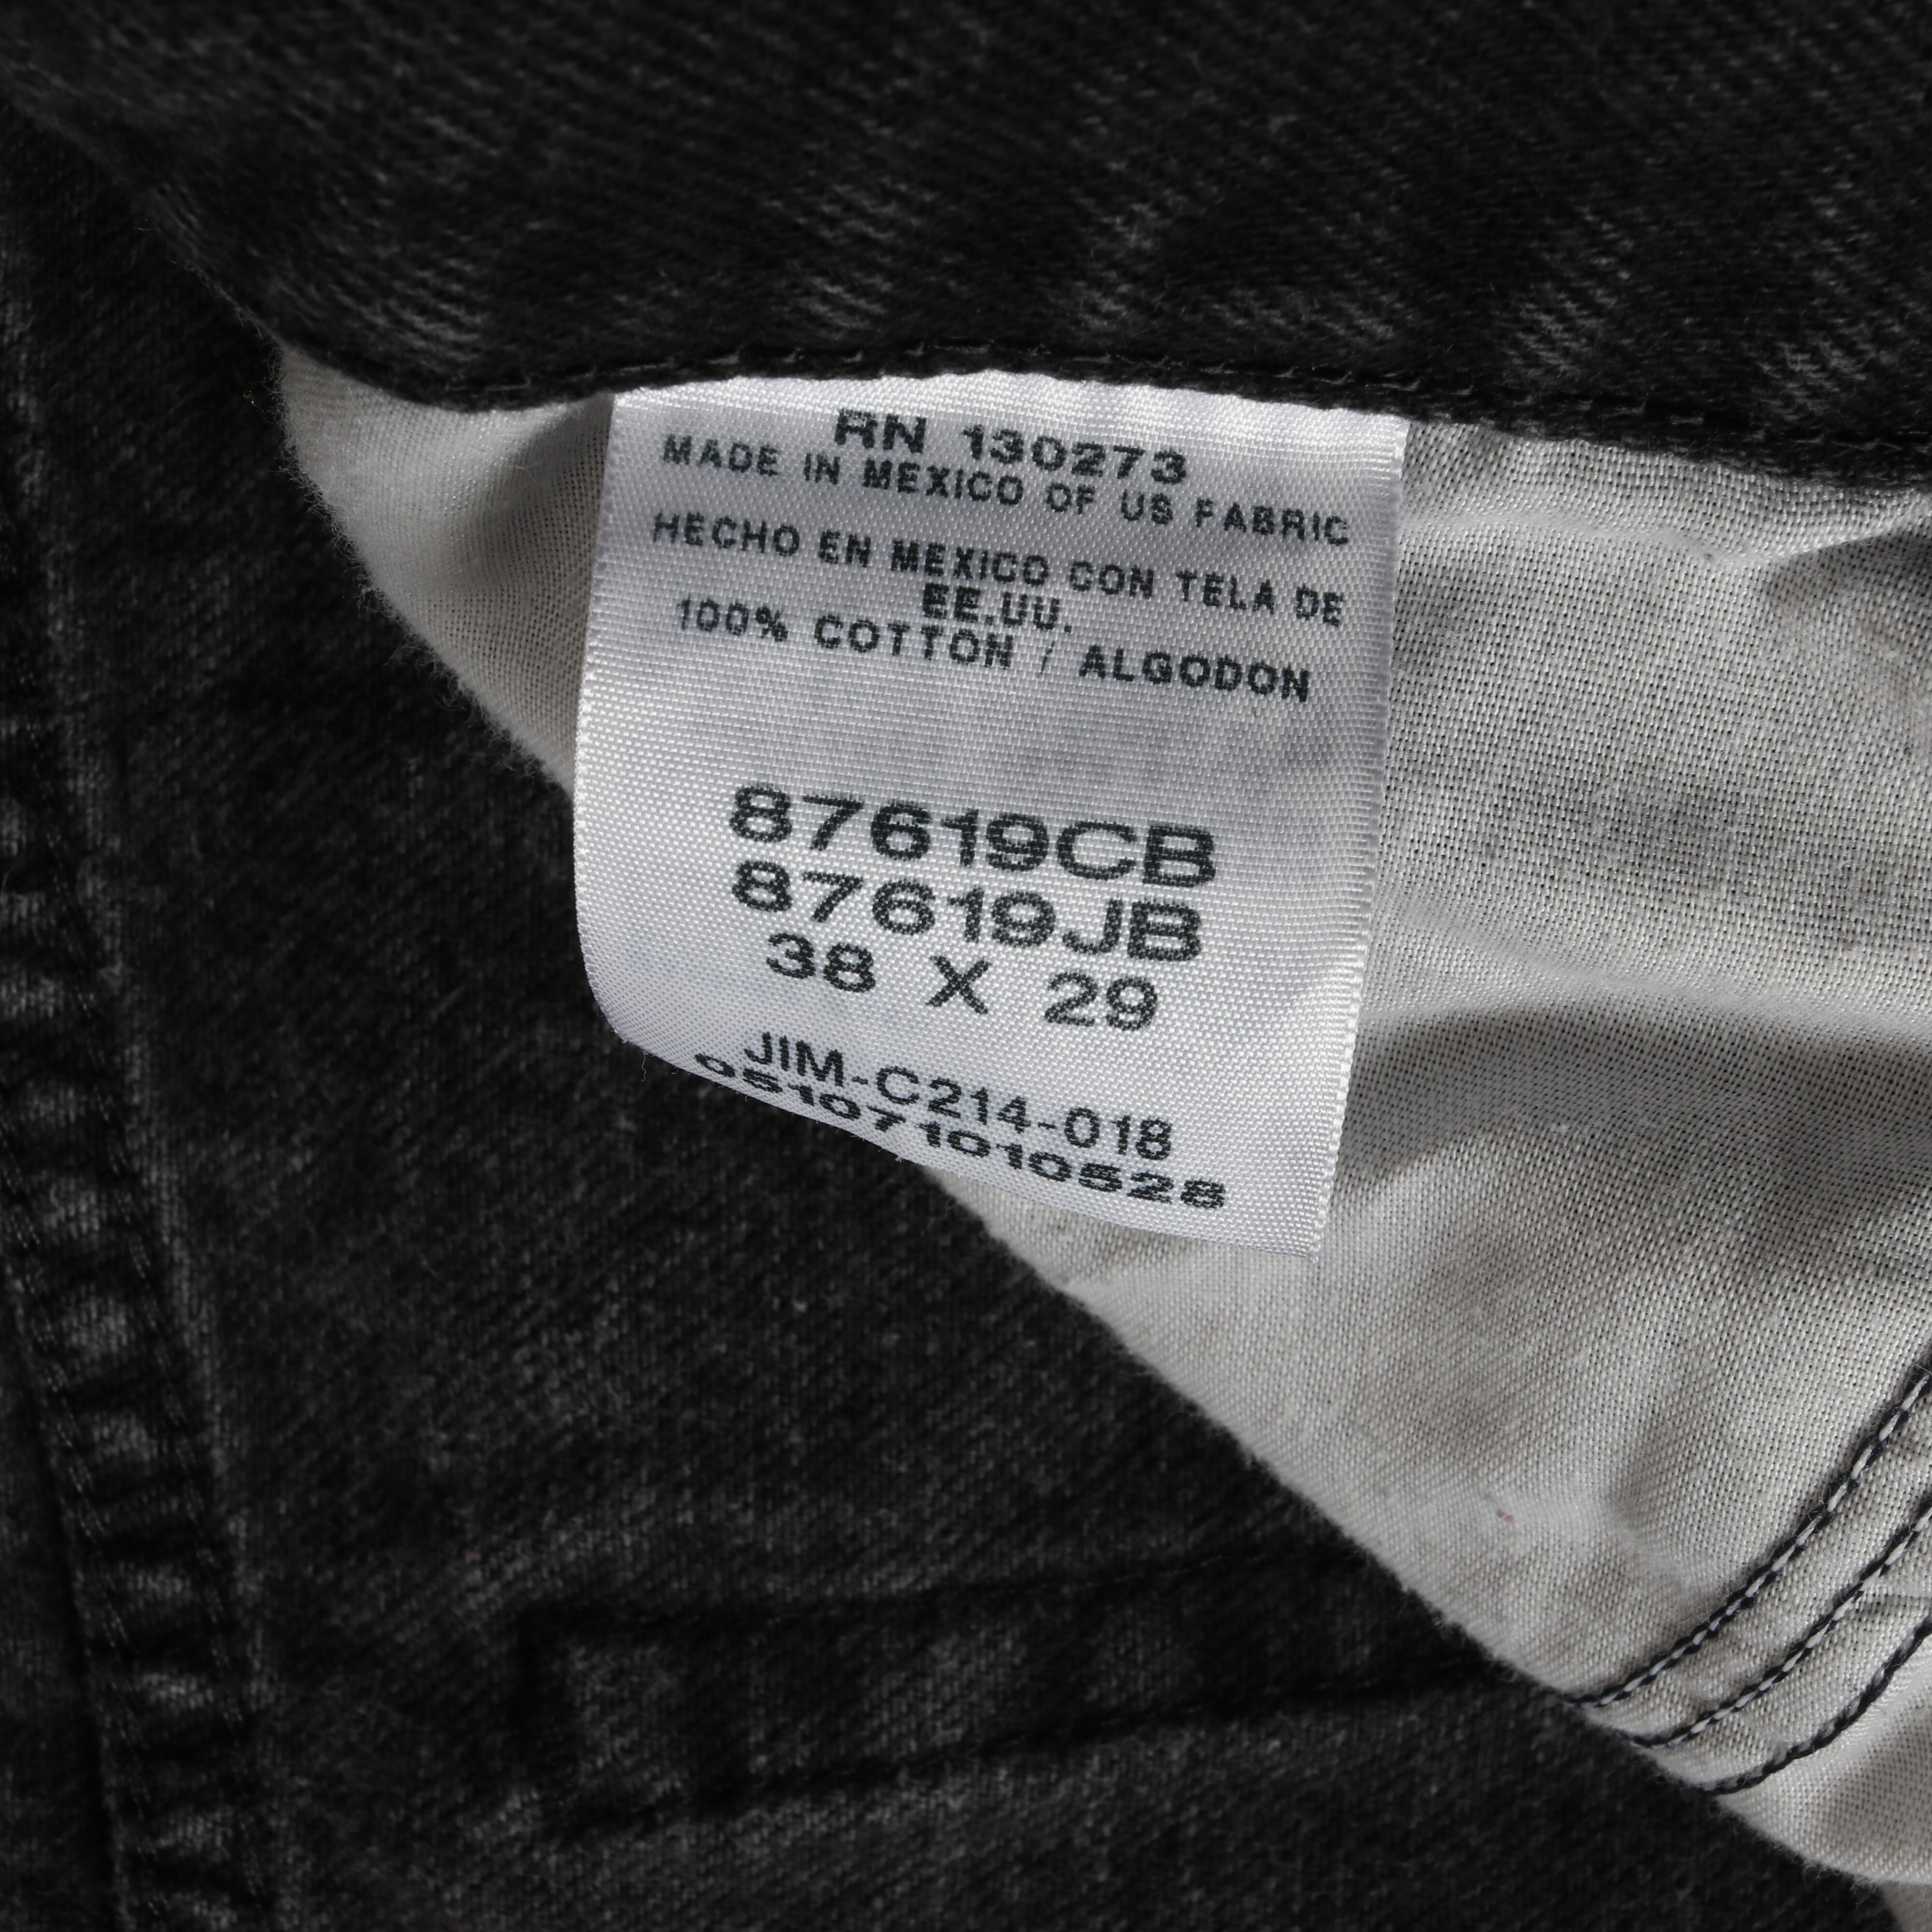 RN 130273
MADE IN MEXICO OF US FABRIC
HECHO EN MEXICO CON TELA DE
EE.UU.
100% COTTON / ALGODON
87619CB
87619JB
38 X 29
JIM-C214-018
051071010528